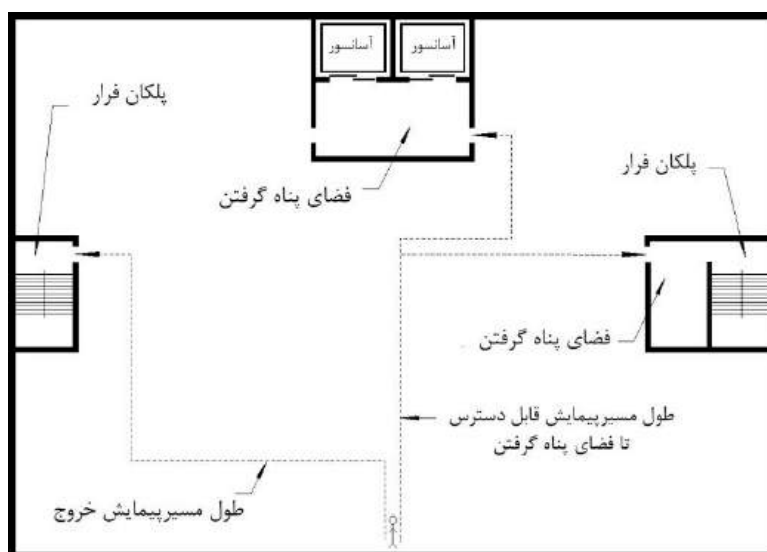 آسانسور
آسانسور
پلکان فرار
فضای پناه گرفتن
پلکان فرار
فضای پناه گرفتن
طول مسیرپیمایش قابل دسترس
تا فضای پناه گرفتن
طول مسیرپیمایش خروج